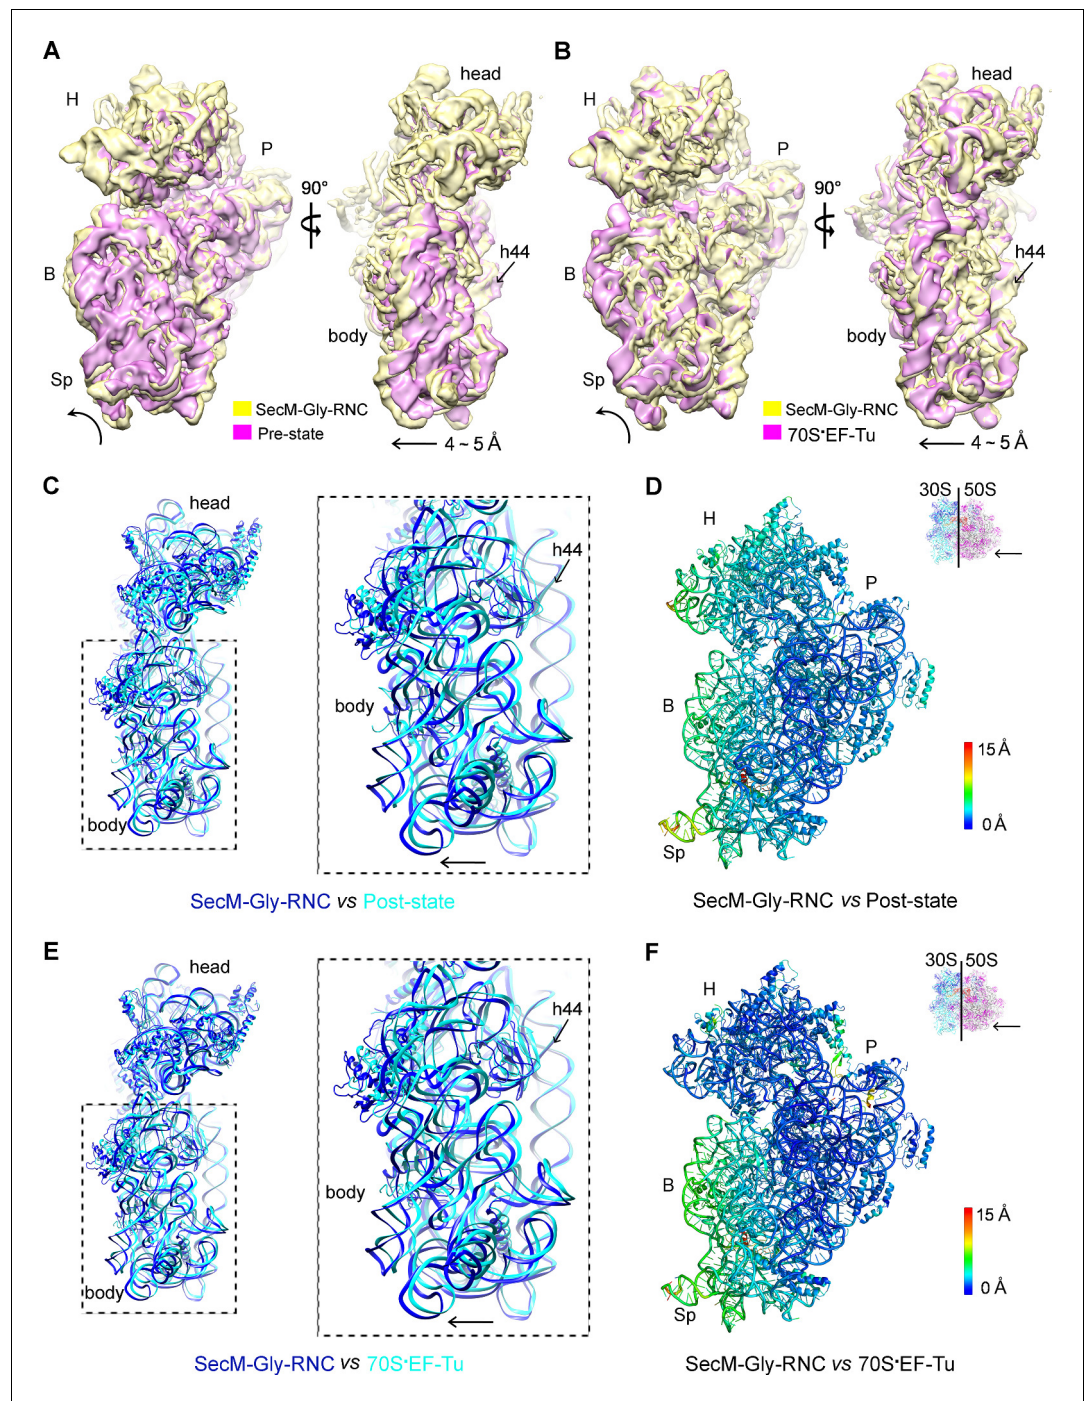 A
H
P
B
Sp
90°
head
h44
body
SecM-Gly-RNC
Pre-state
4 ~ 5 Å
B
H
P
B
Sp
90°
head
h44
body
SecM-Gly-RNC
70S•EF-Tu
4 ~ 5 Å
C
head
body
h44
body
SecM-Gly-RNC vs Post-state
D
30S 50S
H
P
B
Sp
15 Å
0 Å
SecM-Gly-RNC vs Post-state
E
head
body
h44
body
SecM-Gly-RNC vs 70S•EF-Tu
F
30S 50S
H
P
B
Sp
15 Å
0 Å
SecM-Gly-RNC vs 70S•EF-Tu